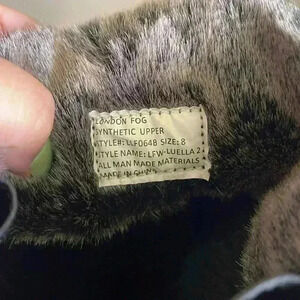 LONDON FOG
SYNTHETIC UPPER
STYLE#: LLF064B SIZE: 8
STYLE NAME: LFW-LUELLA 2
ALL MAN MADE MATERIALS
MADE IN CHINA